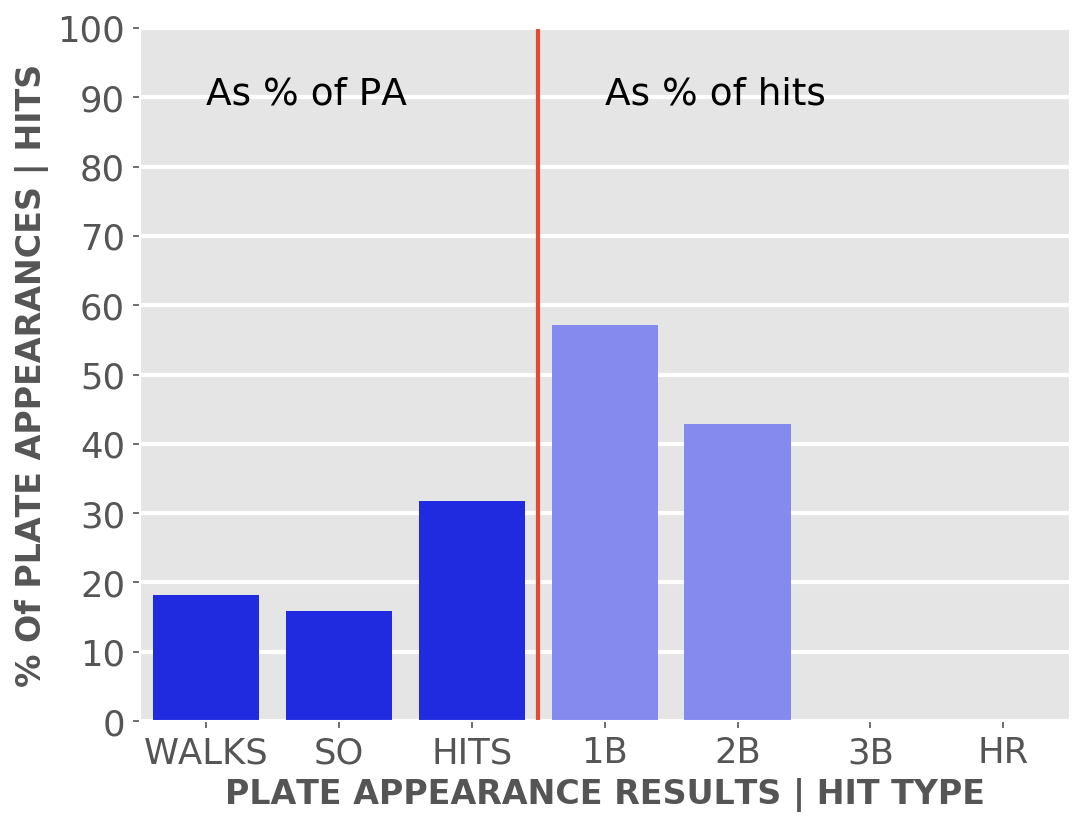 100
90
80
70
60
50
40
30
20
10
0
% Of PLATE APPEARANCES | HITS
As % of PA
As % of hits
WALKS SO HITS 1B 2B 3B HR
PLATE APPEARANCE RESULTS | HIT TYPE